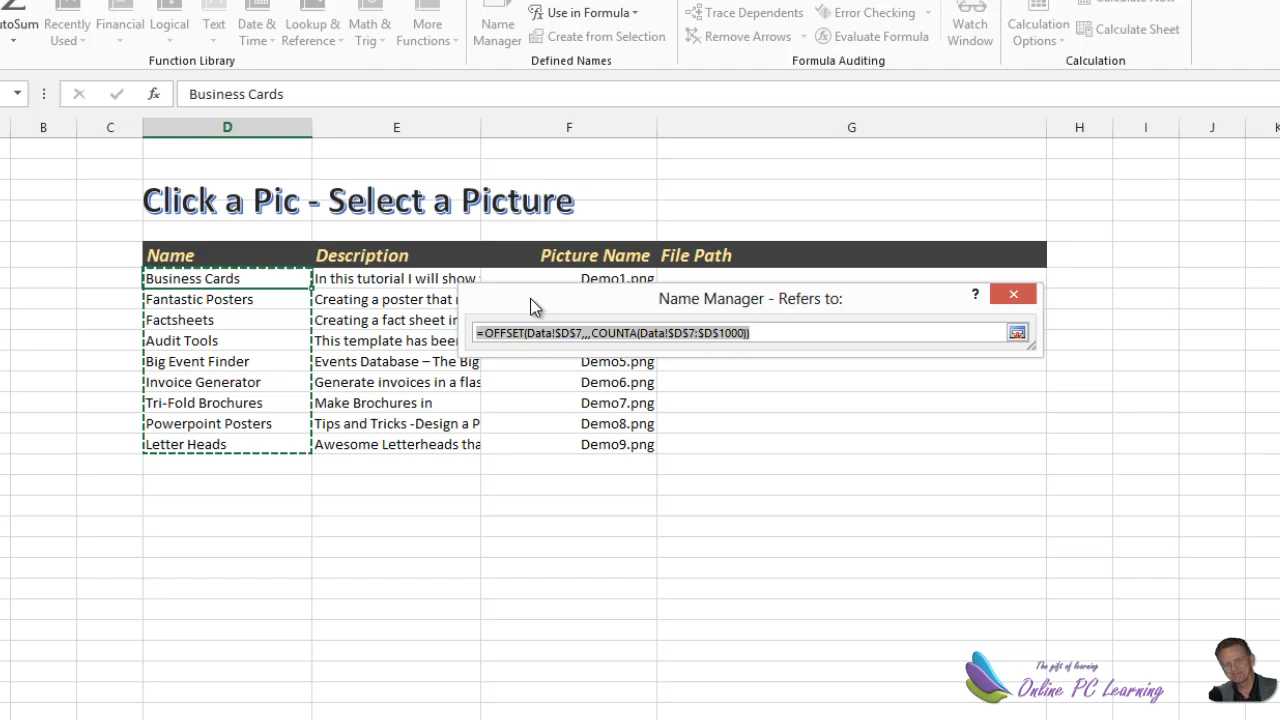 AutoSum Recently Used Financial Logical Text Date & Time Lookup & Reference Math & Trig More Functions
Function Library
Name Manager
Use in Formula
Create from Selection
Defined Names
Trace Dependents
Remove Arrows
Error Checking
Evaluate Formula
Formula Auditing
Watch Window
Calculation Options
Calculate Now
Calculate Sheet
Calculation
fx Business Cards
B C D E F G H I J K
Click a Pic - Select a Picture
Name Description Picture Name File Path
Business Cards In this tutorial I will show Demo1.png
Fantastic Posters Creating a poster that
Factsheets Creating a fact sheet in
Audit Tools This template has been
Big Event Finder Events Database – The Big Demo5.png
Invoice Generator Generate invoices in a flas Demo6.png
Tri-Fold Brochures Make Brochures in Demo7.png
Powerpoint Posters Tips and Tricks -Design a P Demo8.png
Letter Heads Awesome Letterheads tha Demo9.png
Name Manager - Refers to: ?
=OFFSET(Data!$D$7,,,COUNTA(Data!$D$7:$D$1000))
The gift of learning
Online PC Learning